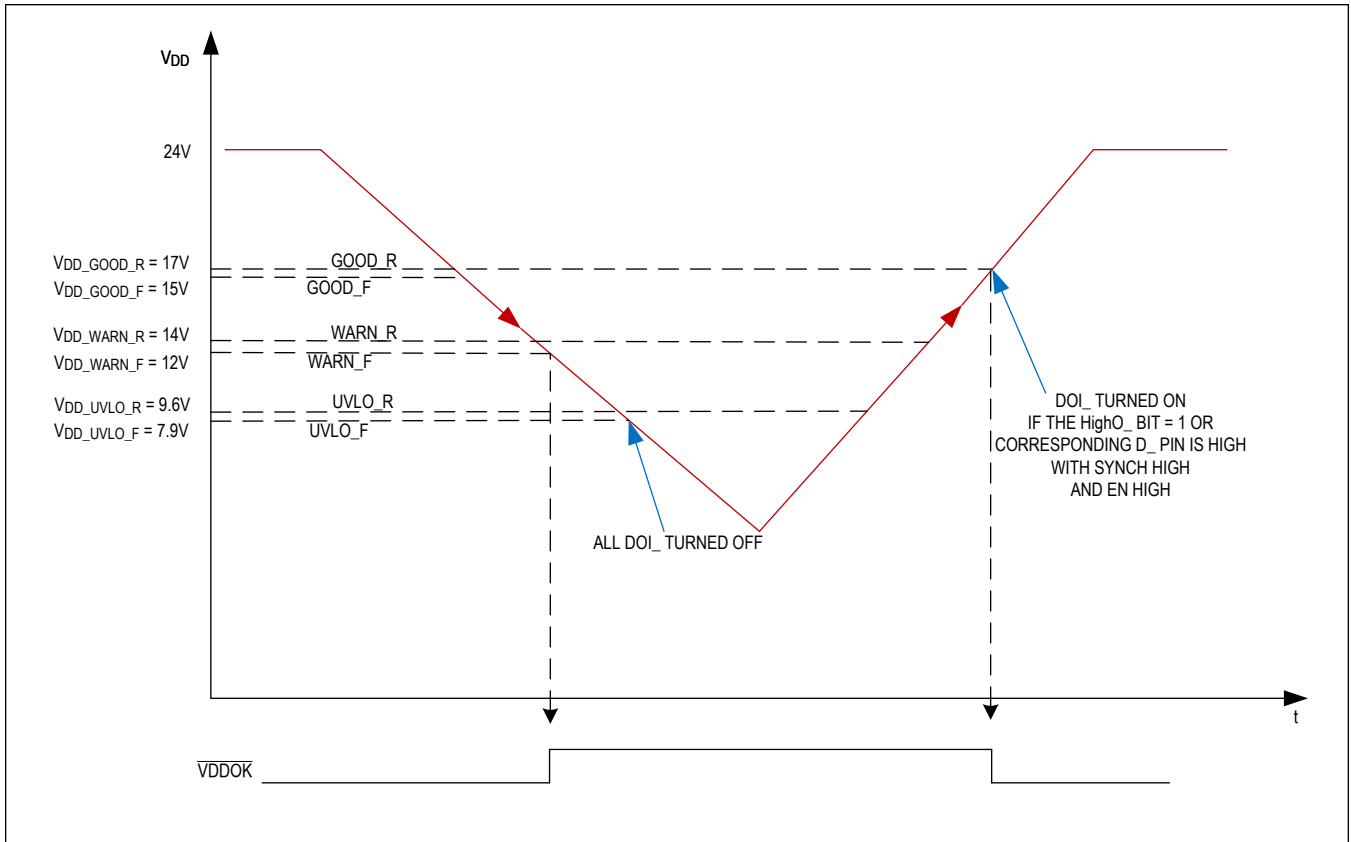 VDD
24V
VDD_GOOD_R = 17V
GOOD_R
VDD_GOOD_F = 15V
GOOD_F
VDD_WARN_R = 14V
WARN_R
VDD_WARN_F = 12V
WARN_F
VDD_UVLO_R = 9.6V
UVLO_R
VDD_UVLO_F = 7.9V
UVLO_F
DOI_ TURNED ON
IF THE HighO_ BIT = 1 OR
CORRESPONDING D_ PIN IS HIGH
WITH SYNCH HIGH
AND EN HIGH
ALL DOI_ TURNED OFF
t
VDDOK